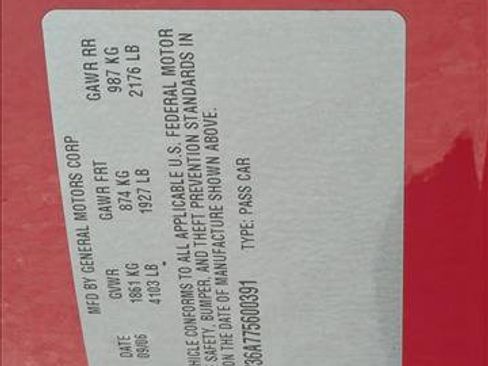 MFD BY GENERAL MOTORS CORP
DATE GVWR GAWR FRT GAWR RR
09/06 1861 KG 874 KG 987 KG
4103 LB 1927 LB 2176 LB
HICLE CONFORMS TO ALL APPLICABLE U.S. FEDERAL MOTOR
SAFETY, BUMPER, AND THEFT PREVENTION STANDARDS IN
ON THE DATE OF MANUFACTURE SHOWN ABOVE.
36A775600391 TYPE: PASS CAR